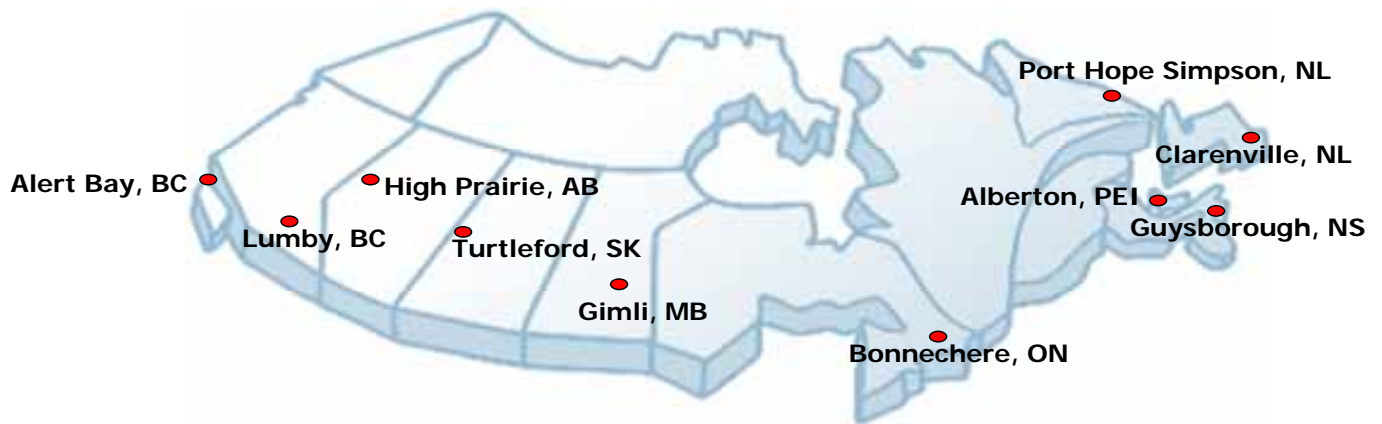 Port Hope Simpson, NL
Clarenville, NL
Alert Bay, BC
High Prairie, AB
Alberton, PEI
Guysborough, NS
Lumby, BC
Turtleford, SK
Gimli, MB
Bonnechere, ON